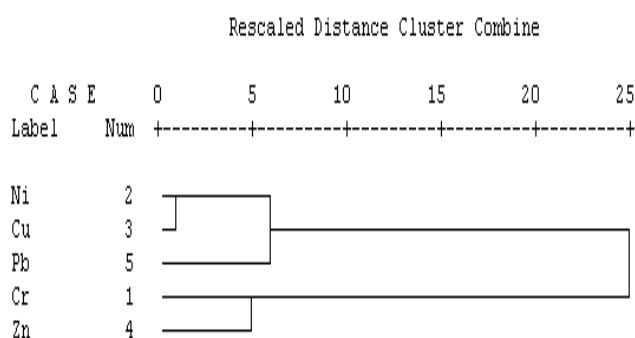 Rescaled Distance Cluster Combine
C A S E 0 5 10 15 20 25
Label Num +---------+---------+---------+---------+---------+
Ni 2
Cu 3
Pb 5
Cr 1
Zn 4